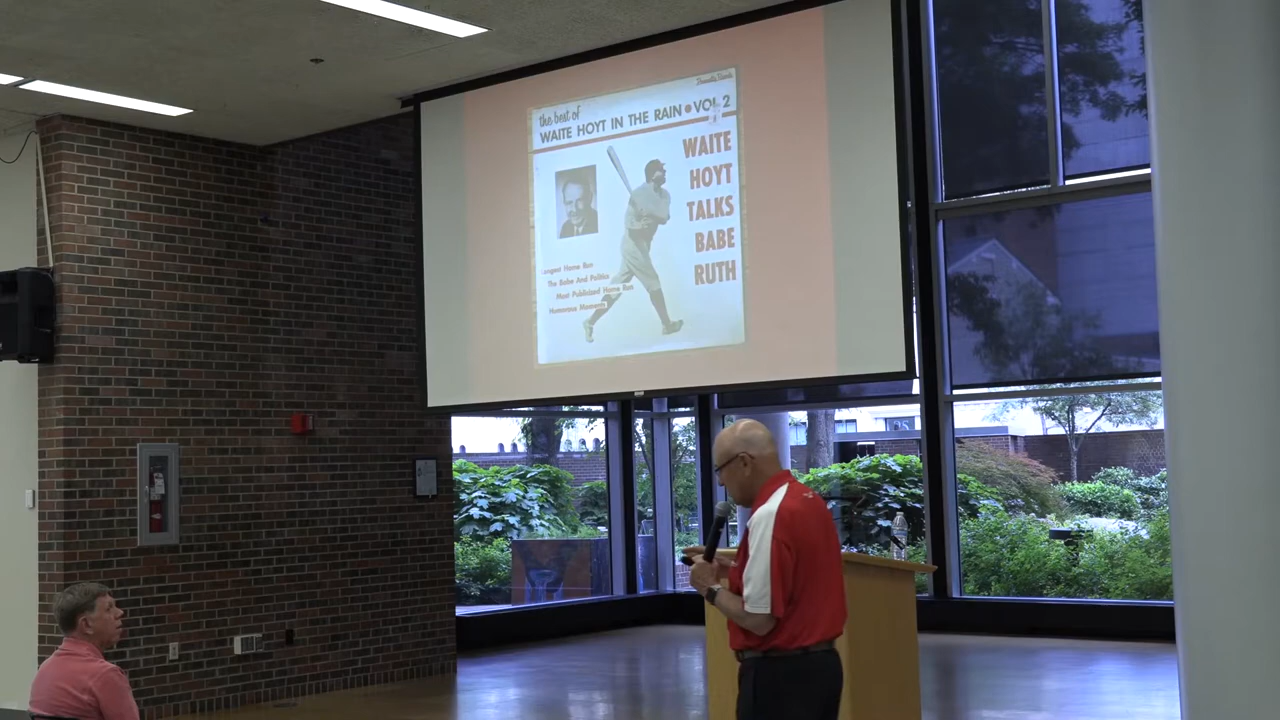 the best of
WAITE HOYT IN THE RAIN • VOL 2
WAITE
HOYT
TALKS
BABE
RUTH
Longest Home Run
The Babe And Politics
Most Publicized Home Run
Humorous Moments